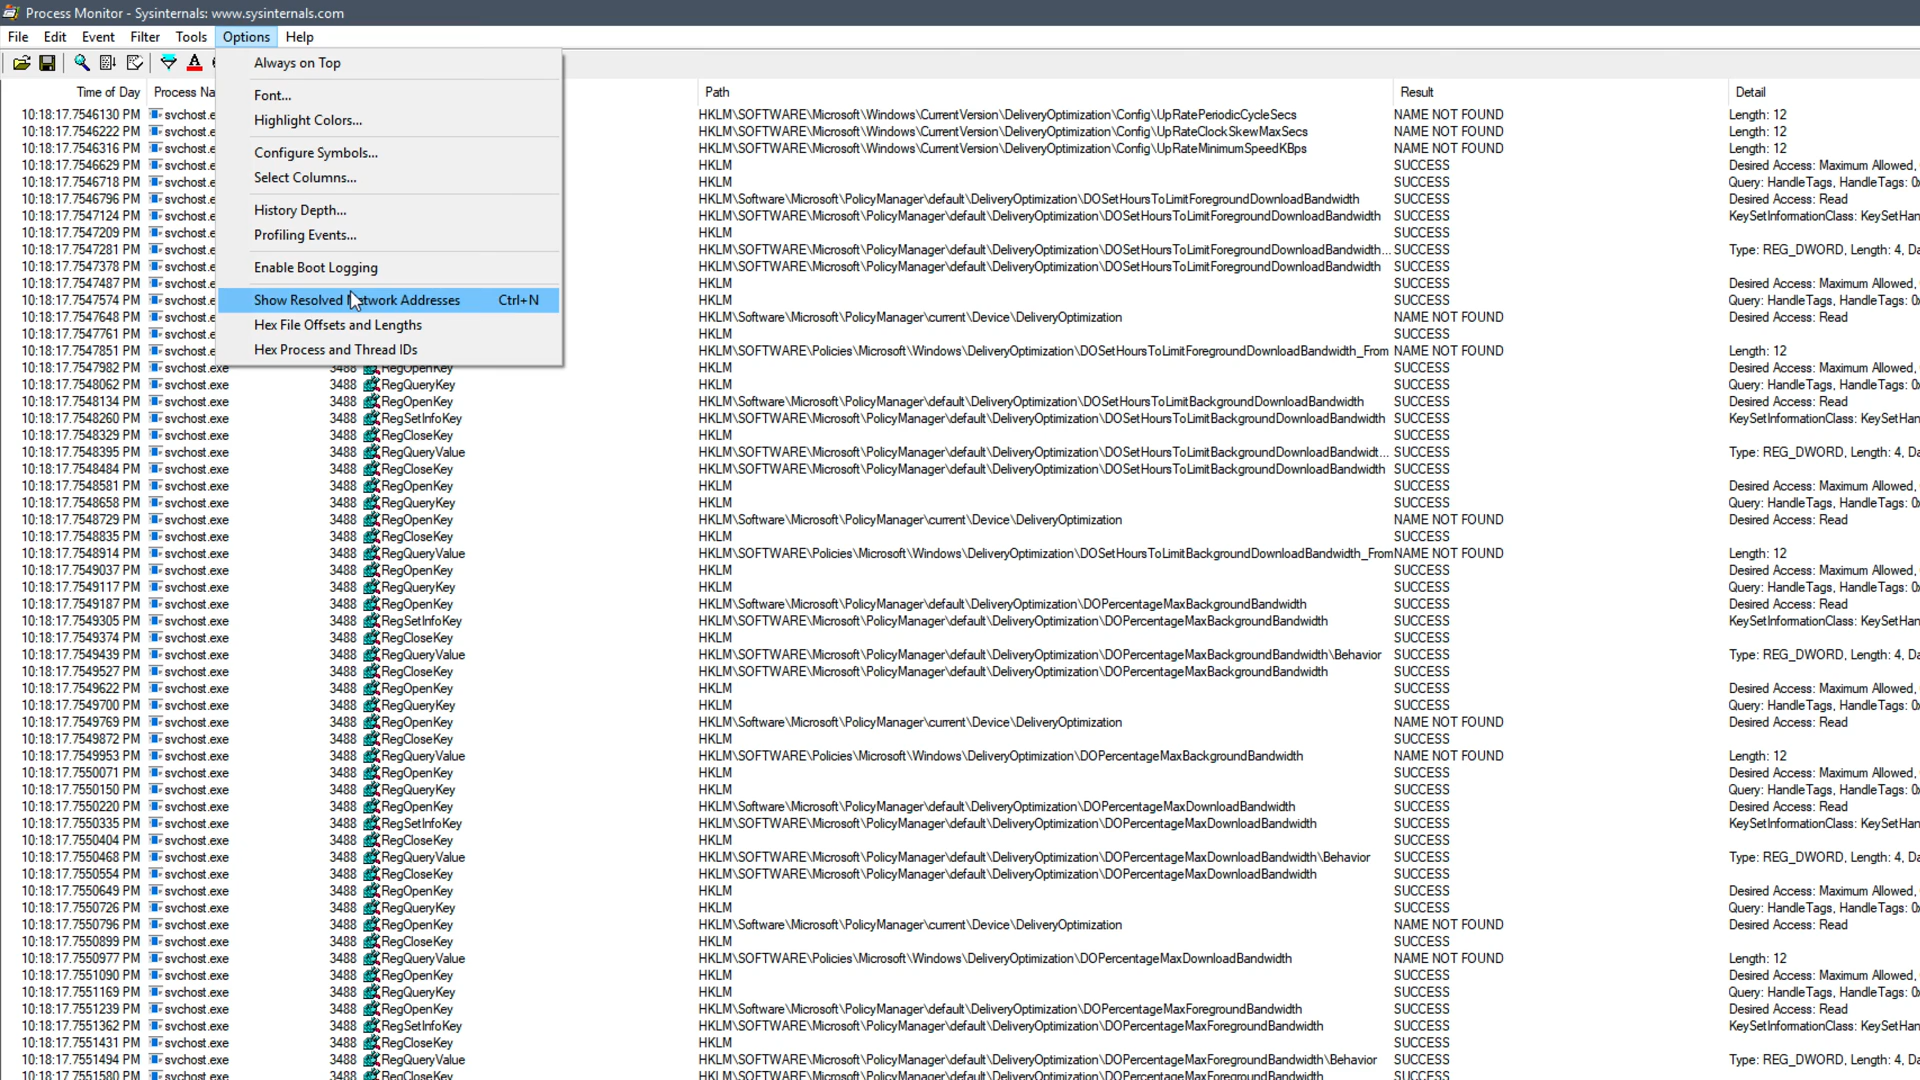 Process Monitor - Sysinternals: www.sysinternals.com
File Edit Event Filter Tools Options Help
Always on Top
Font...
Highlight Colors...
Configure Symbols...
Select Columns...
History Depth...
Profiling Events...
Enable Boot Logging
Show Resolved Network Addresses Ctrl+N
Hex File Offsets and Lengths
Hex Process and Thread IDs
Time of Day Process Na Path Result Detail
10:18:17.7546130 PM svchost.e HKLM\SOFTWARE\Microsoft\Windows\CurrentVersion\DeliveryOptimization\Config\UpRatePeriodicCycleSecs NAME NOT FOUND Length: 12
10:18:17.7546222 PM svchost.e HKLM\SOFTWARE\Microsoft\Windows\CurrentVersion\DeliveryOptimization\Config\UpRateClockSkewMaxSecs NAME NOT FOUND Length: 12
10:18:17.7546316 PM svchost.e HKLM\SOFTWARE\Microsoft\Windows\CurrentVersion\DeliveryOptimization\Config\UpRateMinimumSpeedKBps NAME NOT FOUND Length: 12
10:18:17.7546629 PM svchost.e HKLM SUCCESS Desired Access: Maximum Allowed,
10:18:17.7546718 PM svchost.e HKLM SUCCESS Query: HandleTags, HandleTags: 0x
10:18:17.7546796 PM svchost.e HKLM\Software\Microsoft\PolicyManager\default\DeliveryOptimization\DOSetHoursToLimitForegroundDownloadBandwidth SUCCESS Desired Access: Read
10:18:17.7547124 PM svchost.e HKLM\SOFTWARE\Microsoft\PolicyManager\default\DeliveryOptimization\DOSetHoursToLimitForegroundDownloadBandwidth SUCCESS KeySetInformationClass: KeySetHan
10:18:17.7547209 PM svchost.e HKLM SUCCESS
10:18:17.7547281 PM svchost.e HKLM\SOFTWARE\Microsoft\PolicyManager\default\DeliveryOptimization\DOSetHoursToLimitForegroundDownloadBandwidth... SUCCESS Type: REG_DWORD, Length: 4, Da
10:18:17.7547378 PM svchost.e HKLM\SOFTWARE\Microsoft\PolicyManager\default\DeliveryOptimization\DOSetHoursToLimitForegroundDownloadBandwidth SUCCESS
10:18:17.7547487 PM svchost.e HKLM SUCCESS Desired Access: Maximum Allowed,
10:18:17.7547574 PM svchost.e HKLM SUCCESS Query: HandleTags, HandleTags: 0x
10:18:17.7547648 PM svchost.e HKLM\Software\Microsoft\PolicyManager\current\Device\DeliveryOptimization NAME NOT FOUND Desired Access: Read
10:18:17.7547761 PM svchost.e HKLM SUCCESS
10:18:17.7547851 PM svchost.e HKLM\SOFTWARE\Policies\Microsoft\Windows\DeliveryOptimization\DOSetHoursToLimitForegroundDownloadBandwidth_From NAME NOT FOUND Length: 12
10:18:17.7547982 PM svchost.exe 3488 RegOpenKey HKLM SUCCESS Desired Access: Maximum Allowed,
10:18:17.7548062 PM svchost.exe 3488 RegQueryKey HKLM SUCCESS Query: HandleTags, HandleTags: 0x
10:18:17.7548134 PM svchost.exe 3488 RegOpenKey HKLM\Software\Microsoft\PolicyManager\default\DeliveryOptimization\DOSetHoursToLimitBackgroundDownloadBandwidth SUCCESS Desired Access: Read
10:18:17.7548260 PM svchost.exe 3488 RegSetInfoKey HKLM\SOFTWARE\Microsoft\PolicyManager\default\DeliveryOptimization\DOSetHoursToLimitBackgroundDownloadBandwidth SUCCESS KeySetInformationClass: KeySetHan
10:18:17.7548329 PM svchost.exe 3488 RegCloseKey HKLM SUCCESS
10:18:17.7548395 PM svchost.exe 3488 RegQueryValue HKLM\SOFTWARE\Microsoft\PolicyManager\default\DeliveryOptimization\DOSetHoursToLimitBackgroundDownloadBandwidt... SUCCESS Type: REG_DWORD, Length: 4, Da
10:18:17.7548484 PM svchost.exe 3488 RegCloseKey HKLM\SOFTWARE\Microsoft\PolicyManager\default\DeliveryOptimization\DOSetHoursToLimitBackgroundDownloadBandwidth SUCCESS
10:18:17.7548581 PM svchost.exe 3488 RegOpenKey HKLM SUCCESS Desired Access: Maximum Allowed,
10:18:17.7548658 PM svchost.exe 3488 RegQueryKey HKLM SUCCESS Query: HandleTags, HandleTags: 0x
10:18:17.7548729 PM svchost.exe 3488 RegOpenKey HKLM\Software\Microsoft\PolicyManager\current\Device\DeliveryOptimization NAME NOT FOUND Desired Access: Read
10:18:17.7548835 PM svchost.exe 3488 RegCloseKey HKLM SUCCESS
10:18:17.7548914 PM svchost.exe 3488 RegQueryValue HKLM\SOFTWARE\Policies\Microsoft\Windows\DeliveryOptimization\DOSetHoursToLimitBackgroundDownloadBandwidth_From NAME NOT FOUND Length: 12
10:18:17.7549037 PM svchost.exe 3488 RegOpenKey HKLM SUCCESS Desired Access: Maximum Allowed,
10:18:17.7549117 PM svchost.exe 3488 RegQueryKey HKLM SUCCESS Query: HandleTags, HandleTags: 0x
10:18:17.7549187 PM svchost.exe 3488 RegOpenKey HKLM\Software\Microsoft\PolicyManager\default\DeliveryOptimization\DOPercentageMaxBackgroundBandwidth SUCCESS Desired Access: Read
10:18:17.7549305 PM svchost.exe 3488 RegSetInfoKey HKLM\SOFTWARE\Microsoft\PolicyManager\default\DeliveryOptimization\DOPercentageMaxBackgroundBandwidth SUCCESS KeySetInformationClass: KeySetHan
10:18:17.7549374 PM svchost.exe 3488 RegCloseKey HKLM SUCCESS
10:18:17.7549439 PM svchost.exe 3488 RegQueryValue HKLM\SOFTWARE\Microsoft\PolicyManager\default\DeliveryOptimization\DOPercentageMaxBackgroundBandwidth\Behavior SUCCESS Type: REG_DWORD, Length: 4, Da
10:18:17.7549527 PM svchost.exe 3488 RegCloseKey HKLM\SOFTWARE\Microsoft\PolicyManager\default\DeliveryOptimization\DOPercentageMaxBackgroundBandwidth SUCCESS
10:18:17.7549622 PM svchost.exe 3488 RegOpenKey HKLM SUCCESS Desired Access: Maximum Allowed,
10:18:17.7549700 PM svchost.exe 3488 RegQueryKey HKLM SUCCESS Query: HandleTags, HandleTags: 0x
10:18:17.7549769 PM svchost.exe 3488 RegOpenKey HKLM\Software\Microsoft\PolicyManager\current\Device\DeliveryOptimization NAME NOT FOUND Desired Access: Read
10:18:17.7549872 PM svchost.exe 3488 RegCloseKey HKLM SUCCESS
10:18:17.7549953 PM svchost.exe 3488 RegQueryValue HKLM\SOFTWARE\Policies\Microsoft\Windows\DeliveryOptimization\DOPercentageMaxBackgroundBandwidth NAME NOT FOUND Length: 12
10:18:17.7550071 PM svchost.exe 3488 RegOpenKey HKLM SUCCESS Desired Access: Maximum Allowed,
10:18:17.7550150 PM svchost.exe 3488 RegQueryKey HKLM SUCCESS Query: HandleTags, HandleTags: 0x
10:18:17.7550220 PM svchost.exe 3488 RegOpenKey HKLM\Software\Microsoft\PolicyManager\default\DeliveryOptimization\DOPercentageMaxDownloadBandwidth SUCCESS Desired Access: Read
10:18:17.7550335 PM svchost.exe 3488 RegSetInfoKey HKLM\SOFTWARE\Microsoft\PolicyManager\default\DeliveryOptimization\DOPercentageMaxDownloadBandwidth SUCCESS KeySetInformationClass: KeySetHan
10:18:17.7550404 PM svchost.exe 3488 RegCloseKey HKLM SUCCESS
10:18:17.7550468 PM svchost.exe 3488 RegQueryValue HKLM\SOFTWARE\Microsoft\PolicyManager\default\DeliveryOptimization\DOPercentageMaxDownloadBandwidth\Behavior SUCCESS Type: REG_DWORD, Length: 4, Da
10:18:17.7550554 PM svchost.exe 3488 RegCloseKey HKLM\SOFTWARE\Microsoft\PolicyManager\default\DeliveryOptimization\DOPercentageMaxDownloadBandwidth SUCCESS
10:18:17.7550649 PM svchost.exe 3488 RegOpenKey HKLM SUCCESS Desired Access: Maximum Allowed,
10:18:17.7550726 PM svchost.exe 3488 RegQueryKey HKLM SUCCESS Query: HandleTags, HandleTags: 0x
10:18:17.7550796 PM svchost.exe 3488 RegOpenKey HKLM\Software\Microsoft\PolicyManager\current\Device\DeliveryOptimization NAME NOT FOUND Desired Access: Read
10:18:17.7550899 PM svchost.exe 3488 RegCloseKey HKLM SUCCESS
10:18:17.7550977 PM svchost.exe 3488 RegQueryValue HKLM\SOFTWARE\Policies\Microsoft\Windows\DeliveryOptimization\DOPercentageMaxDownloadBandwidth NAME NOT FOUND Length: 12
10:18:17.7551090 PM svchost.exe 3488 RegOpenKey HKLM SUCCESS Desired Access: Maximum Allowed,
10:18:17.7551169 PM svchost.exe 3488 RegQueryKey HKLM SUCCESS Query: HandleTags, HandleTags: 0x
10:18:17.7551239 PM svchost.exe 3488 RegOpenKey HKLM\Software\Microsoft\PolicyManager\default\DeliveryOptimization\DOPercentageMaxForegroundBandwidth SUCCESS Desired Access: Read
10:18:17.7551362 PM svchost.exe 3488 RegSetInfoKey HKLM\SOFTWARE\Microsoft\PolicyManager\default\DeliveryOptimization\DOPercentageMaxForegroundBandwidth SUCCESS KeySetInformationClass: KeySetHan
10:18:17.7551431 PM svchost.exe 3488 RegCloseKey HKLM SUCCESS
10:18:17.7551494 PM svchost.exe 3488 RegQueryValue HKLM\SOFTWARE\Microsoft\PolicyManager\default\DeliveryOptimization\DOPercentageMaxForegroundBandwidth\Behavior SUCCESS Type: REG_DWORD, Length: 4, Da
10:18:17.7551580 PM svchost.exe 3488 RegCloseKey HKLM\SOFTWARE\Microsoft\PolicyManager\default\DeliveryOptimization\DOPercentageMaxForegroundBandwidth SUCCESS